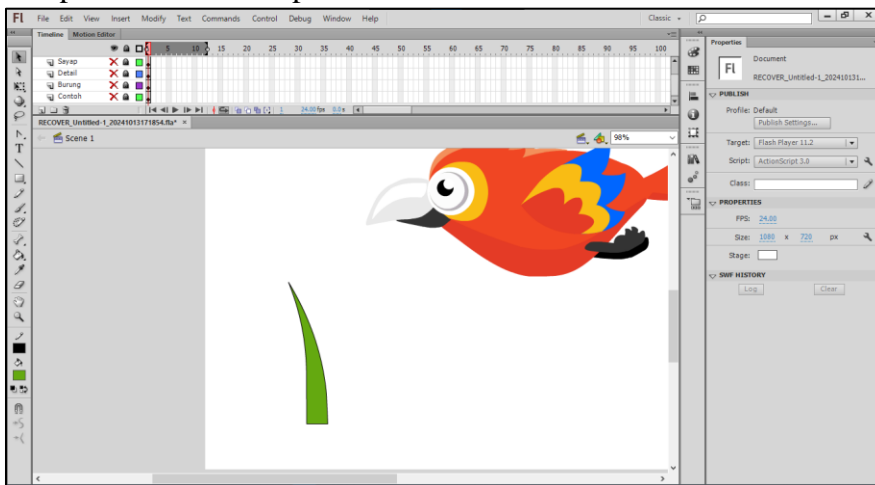 Fl File Edit View Insert Modify Text Commands Control Debug Window Help Classic
Timeline Motion Editor
5 10 15 20 25 30 35 40 45 50 55 60 65 70 75 80 85 90 95 100
Sayap
Detail
Burung
Contoh
1 24.00 fps 0.0 s
RECOVER_Untitled-1_20241013171854.fla* ×
Scene 1 98%
Properties
Document
Fl
RECOVER_Untitled-1_202410131...
PUBLISH
Profile: Default
Publish Settings...
Target: Flash Player 11.2
Script: ActionScript 3.0
Class:
PROPERTIES
FPS: 24.00
Size: 1080 x 720 px
Stage:
SWF HISTORY
Log Clear